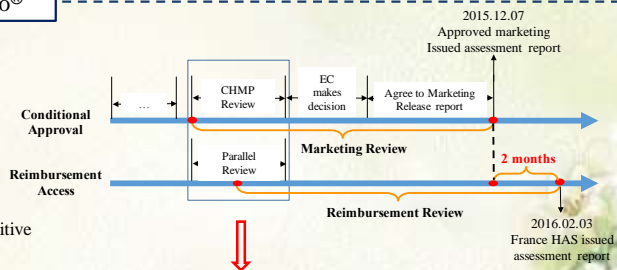 ®
2015.12.07
Approved marketing
Issued assessment report
...
CHMP
Review
EC
makes
decision
Agree to Marketing
Release report
Conditional
Approval
Marketing Review
Parallel
Review
2 months
Reimbursement
Access
Reimbursement Review
2016.02.03
France HAS issued
assessment report